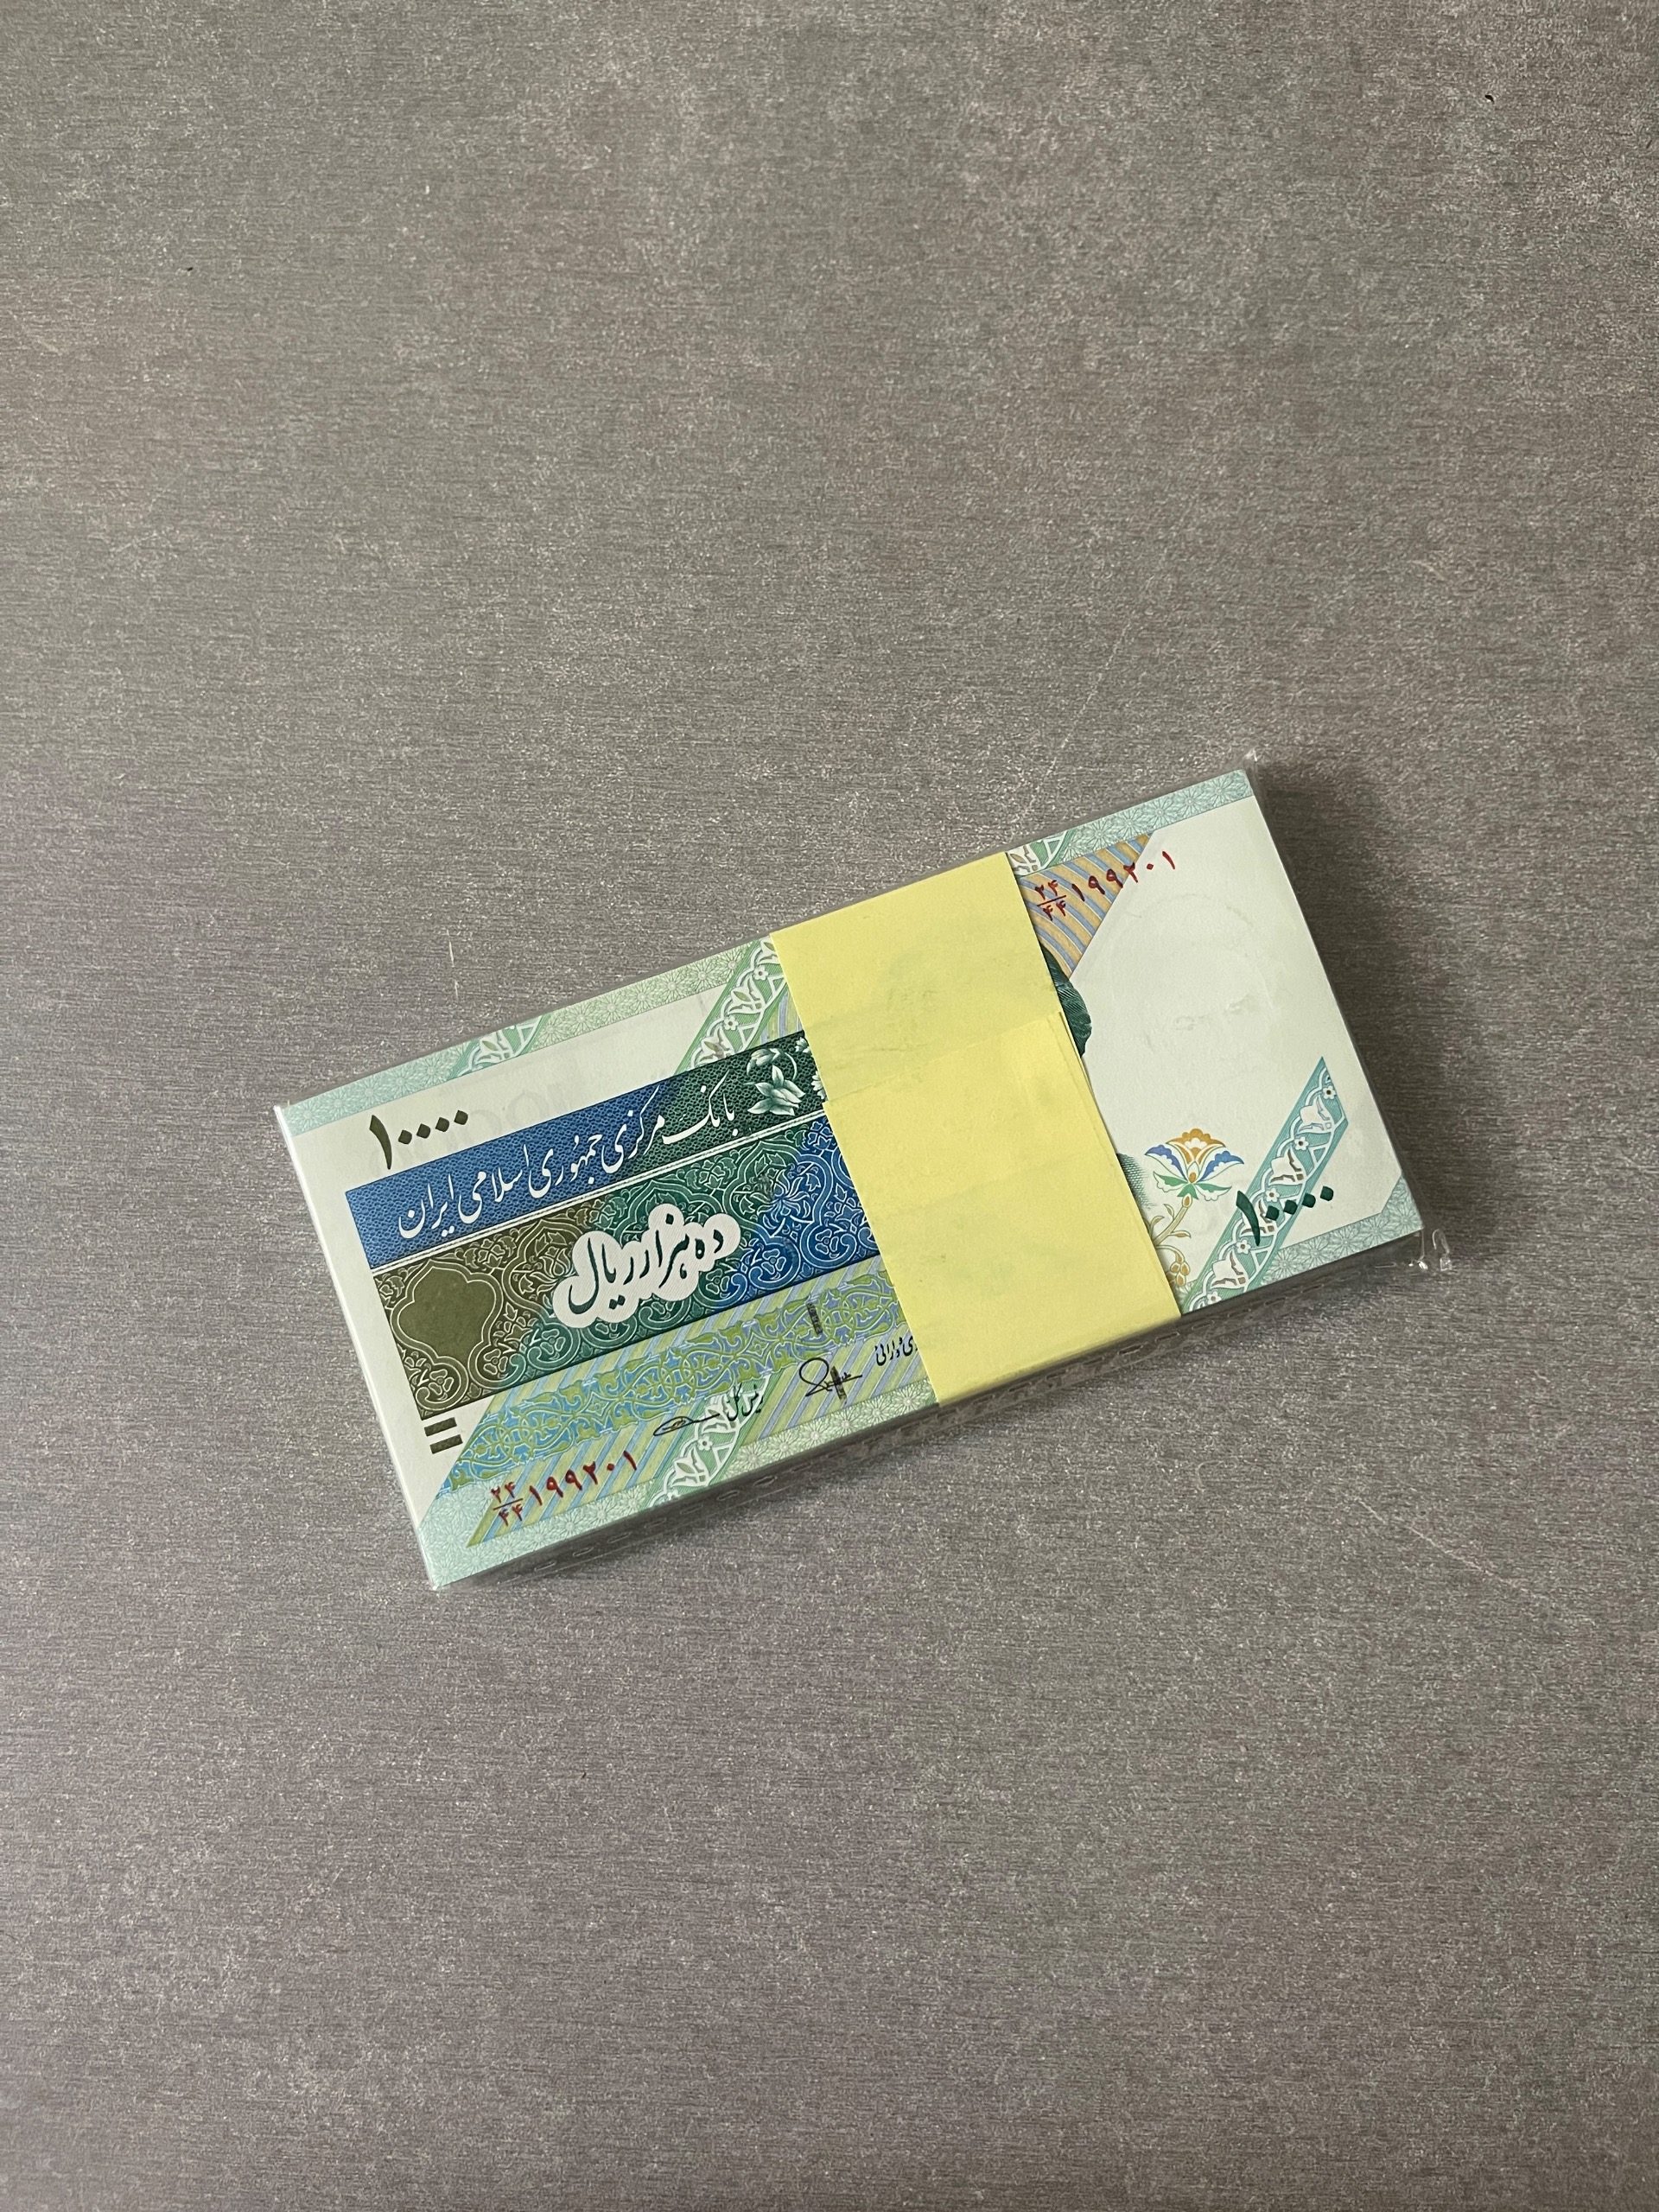 ۱۰۰۰۰
بانک مرکزی جمهوری اسلامی ایران
ده هزار ریال
۲۴/۴۴ ۱۹۹۲۰۱
۲۴/۴۴ ۱۹۹۲۰۱
۱۰۰۰۰